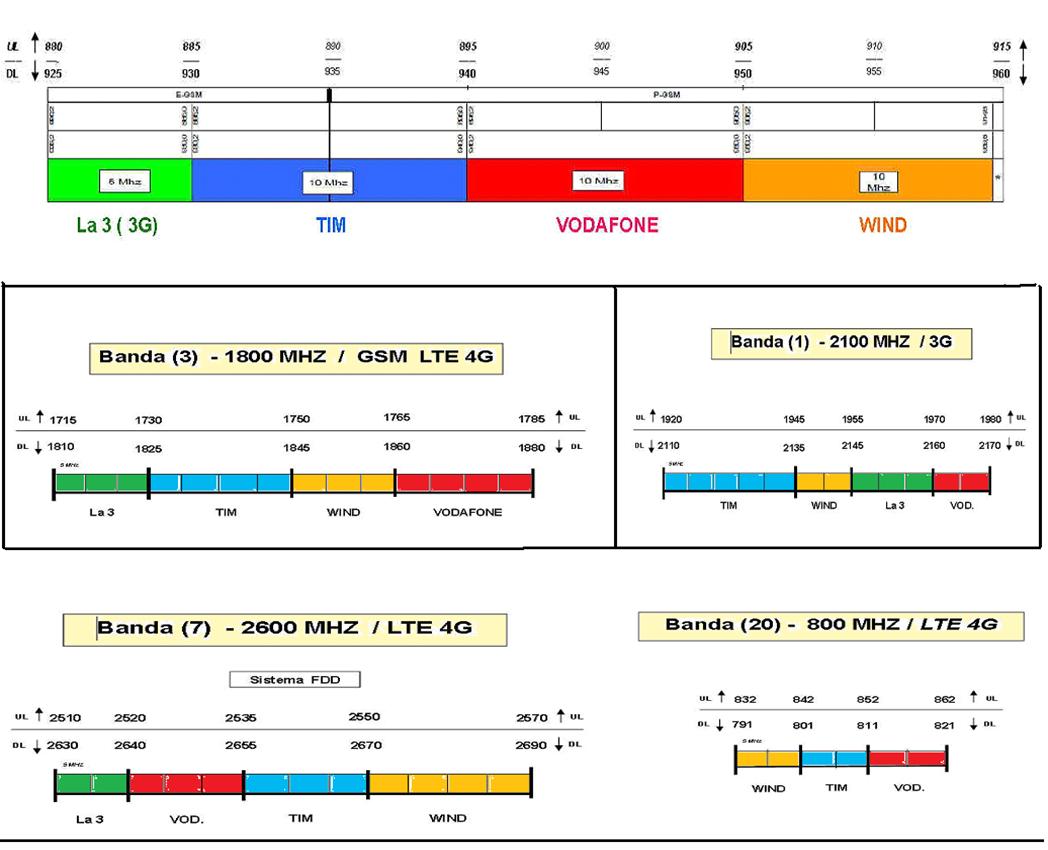 UL 880 885 890 895 900 905 910 915
DL 925 930 935 940 945 950 955 960
E-GSM P-GSM
5 Mhz 10 Mhz 10 Mhz 10 Mhz
*
La 3 ( 3G) TIM VODAFONE WIND
Banda (3) - 1800 MHZ / GSM LTE 4G
UL 1715 1730 1750 1765 1785 UL
DL 1810 1825 1845 1860 1880 DL
5 MHZ
La 3 TIM WIND VODAFONE
Banda (1) - 2100 MHZ / 3G
UL 1920 1945 1955 1970 1980 UL
DL 2110 2135 2145 2160 2170 DL
5 MHZ
TIM WIND La 3 VOD.
Banda (7) - 2600 MHZ / LTE 4G
Sistema FDD
UL 2510 2520 2535 2550 2570 UL
DL 2630 2640 2655 2670 2690 DL
5 MHZ
La 3 VOD. TIM WIND
Banda (20) - 800 MHZ / LTE 4G
UL 832 842 852 862 UL
DL 791 801 811 821 DL
5 MHZ
WIND TIM VOD.